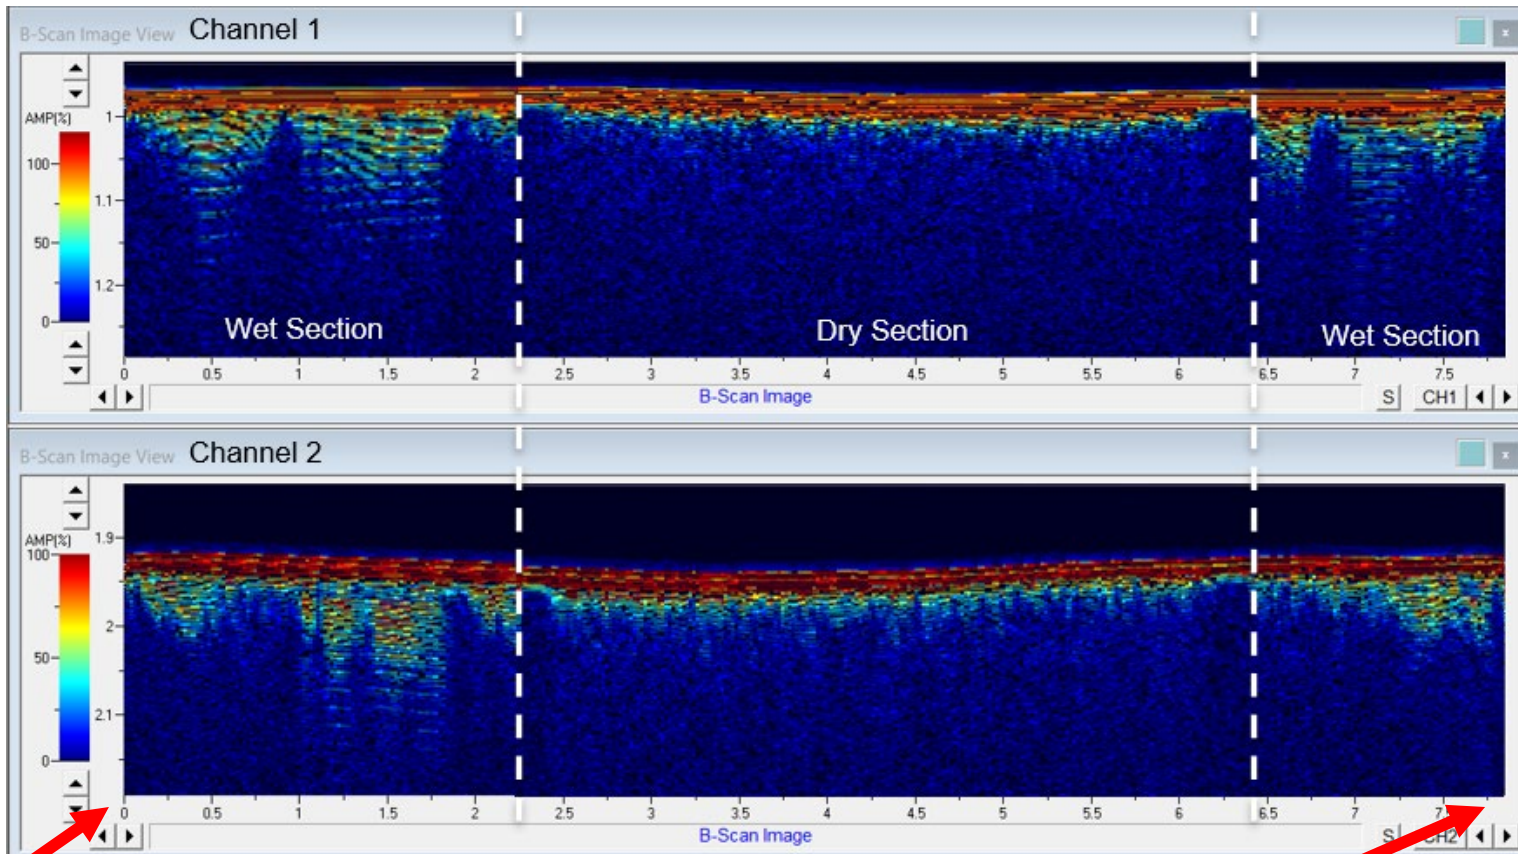 B-Scan Image View Channel 1
AMP(%)
100
50
0
1
1.1
1.2
Wet Section
Dry Section
Wet Section
0 0.5 1 1.5 2 2.5 3 3.5 4 4.5 5 5.5 6 6.5 7 7.5
B-Scan Image
S CH1
B-Scan Image View Channel 2
AMP(%)
100
50
0
1.9
2
2.1
0 0.5 1 1.5 2 2.5 3 3.5 4 4.5 5 5.5 6 6.5 7
B-Scan Image
S CH2